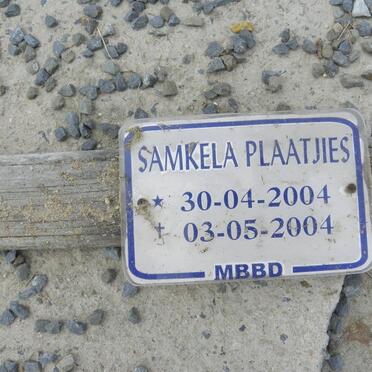 SAMKELA PLAATJIES
★ 30-04-2004
† 03-05-2004
MBBD